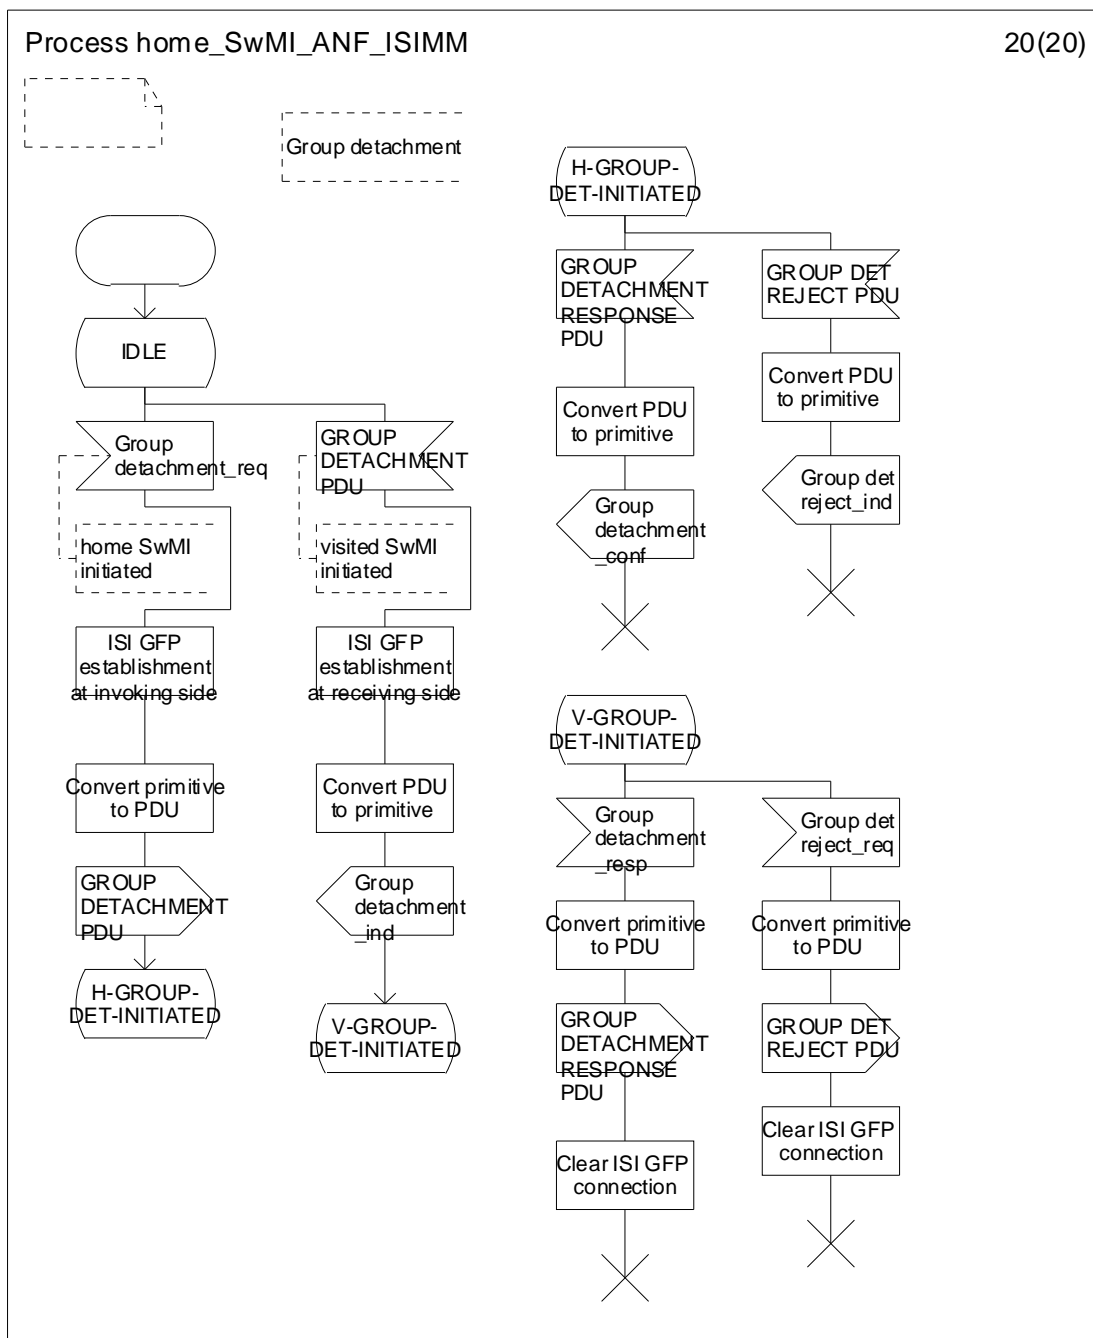 Process home_SwMI_ANF_ISIMM
20(20)
Group detachment
IDLE
Group
detachment_req
home SwMI
initiated
ISI GFP
establishment
at invoking side
Convert primitive
to PDU
GROUP
DETACHMENT
PDU
H-GROUP-
DET-INITIATED
GROUP
DETACHMENT
PDU
visited SwMI
initiated
ISI GFP
establishment
at receiving side
Convert PDU
to primitive
Group
detachment
_ind
V-GROUP-
DET-INITIATED
H-GROUP-
DET-INITIATED
GROUP
DETACHMENT
RESPONSE
PDU
Convert PDU
to primitive
Group
detachment
_conf
GROUP DET
REJECT PDU
Convert PDU
to primitive
Group det
reject_ind
V-GROUP-
DET-INITIATED
Group
detachment
_resp
Convert primitive
to PDU
GROUP
DETACHMENT
RESPONSE
PDU
Clear ISI GFP
connection
Group det
reject_req
Convert primitive
to PDU
GROUP DET
REJECT PDU
Clear ISI GFP
connection